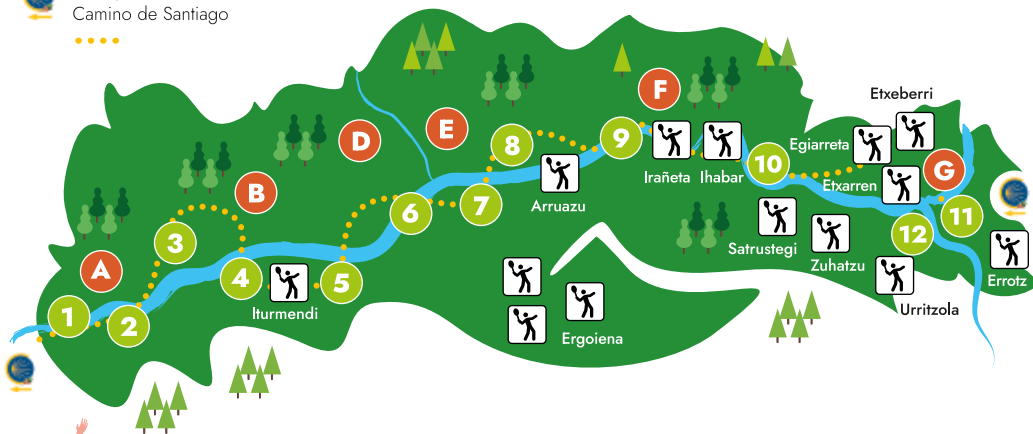 Camino de Santiago
Etxeberri
F
D
E
9
8
Egiarreta
10
G
Irañeta
Ihabar
Etxarren
B
Arruazu
7
6
11
3
12
Satrustegi
Zuhatzu
A
4
5
Errotz
Iturmendi
Urritzola
1
2
Ergoiena